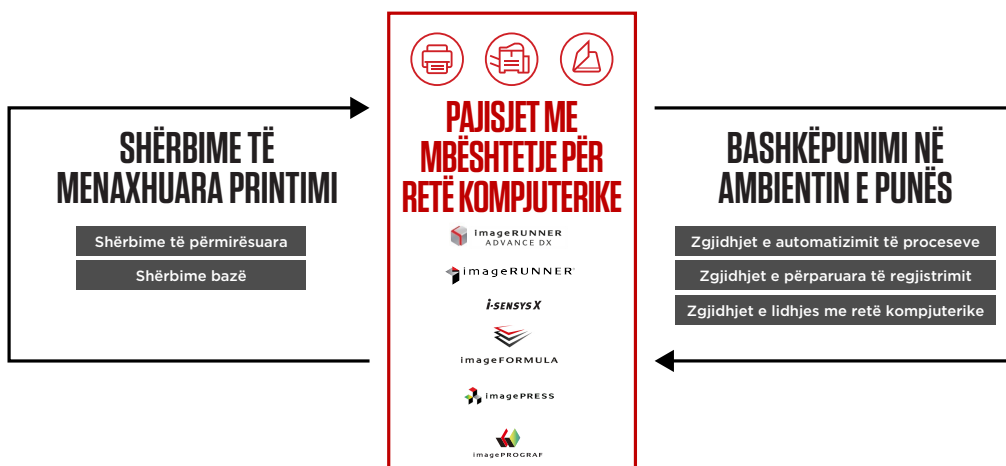 SHËRBIME TË
MENAXHUARA PRINTIMI
Shërbime të përmirësuara
Shërbime bazë
PAJISJET ME
MBËSHTETJE PËR
RETË KOMPJUTERIKE
imageRUNNER
ADVANCE DX
imageRUNNER
i-SENSYS X
imageFORMULA
imagePRESS
imagePROGRAF
BASHKËPUNIMI NË
AMBIENTIN E PUNËS
Zgjidhjet e automatizimit të proceseve
Zgjidhjet e përparuara të regjistrimit
Zgjidhjet e lidhjes me retë kompjuterike